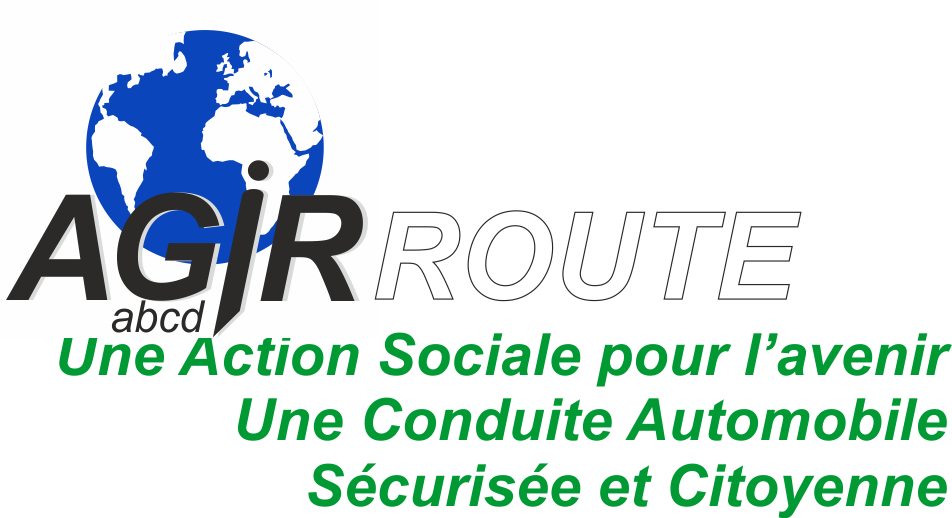 AGiR ROUTE
abcd
Une Action Sociale pour l’avenir
Une Conduite Automobile
Sécurisée et Citoyenne